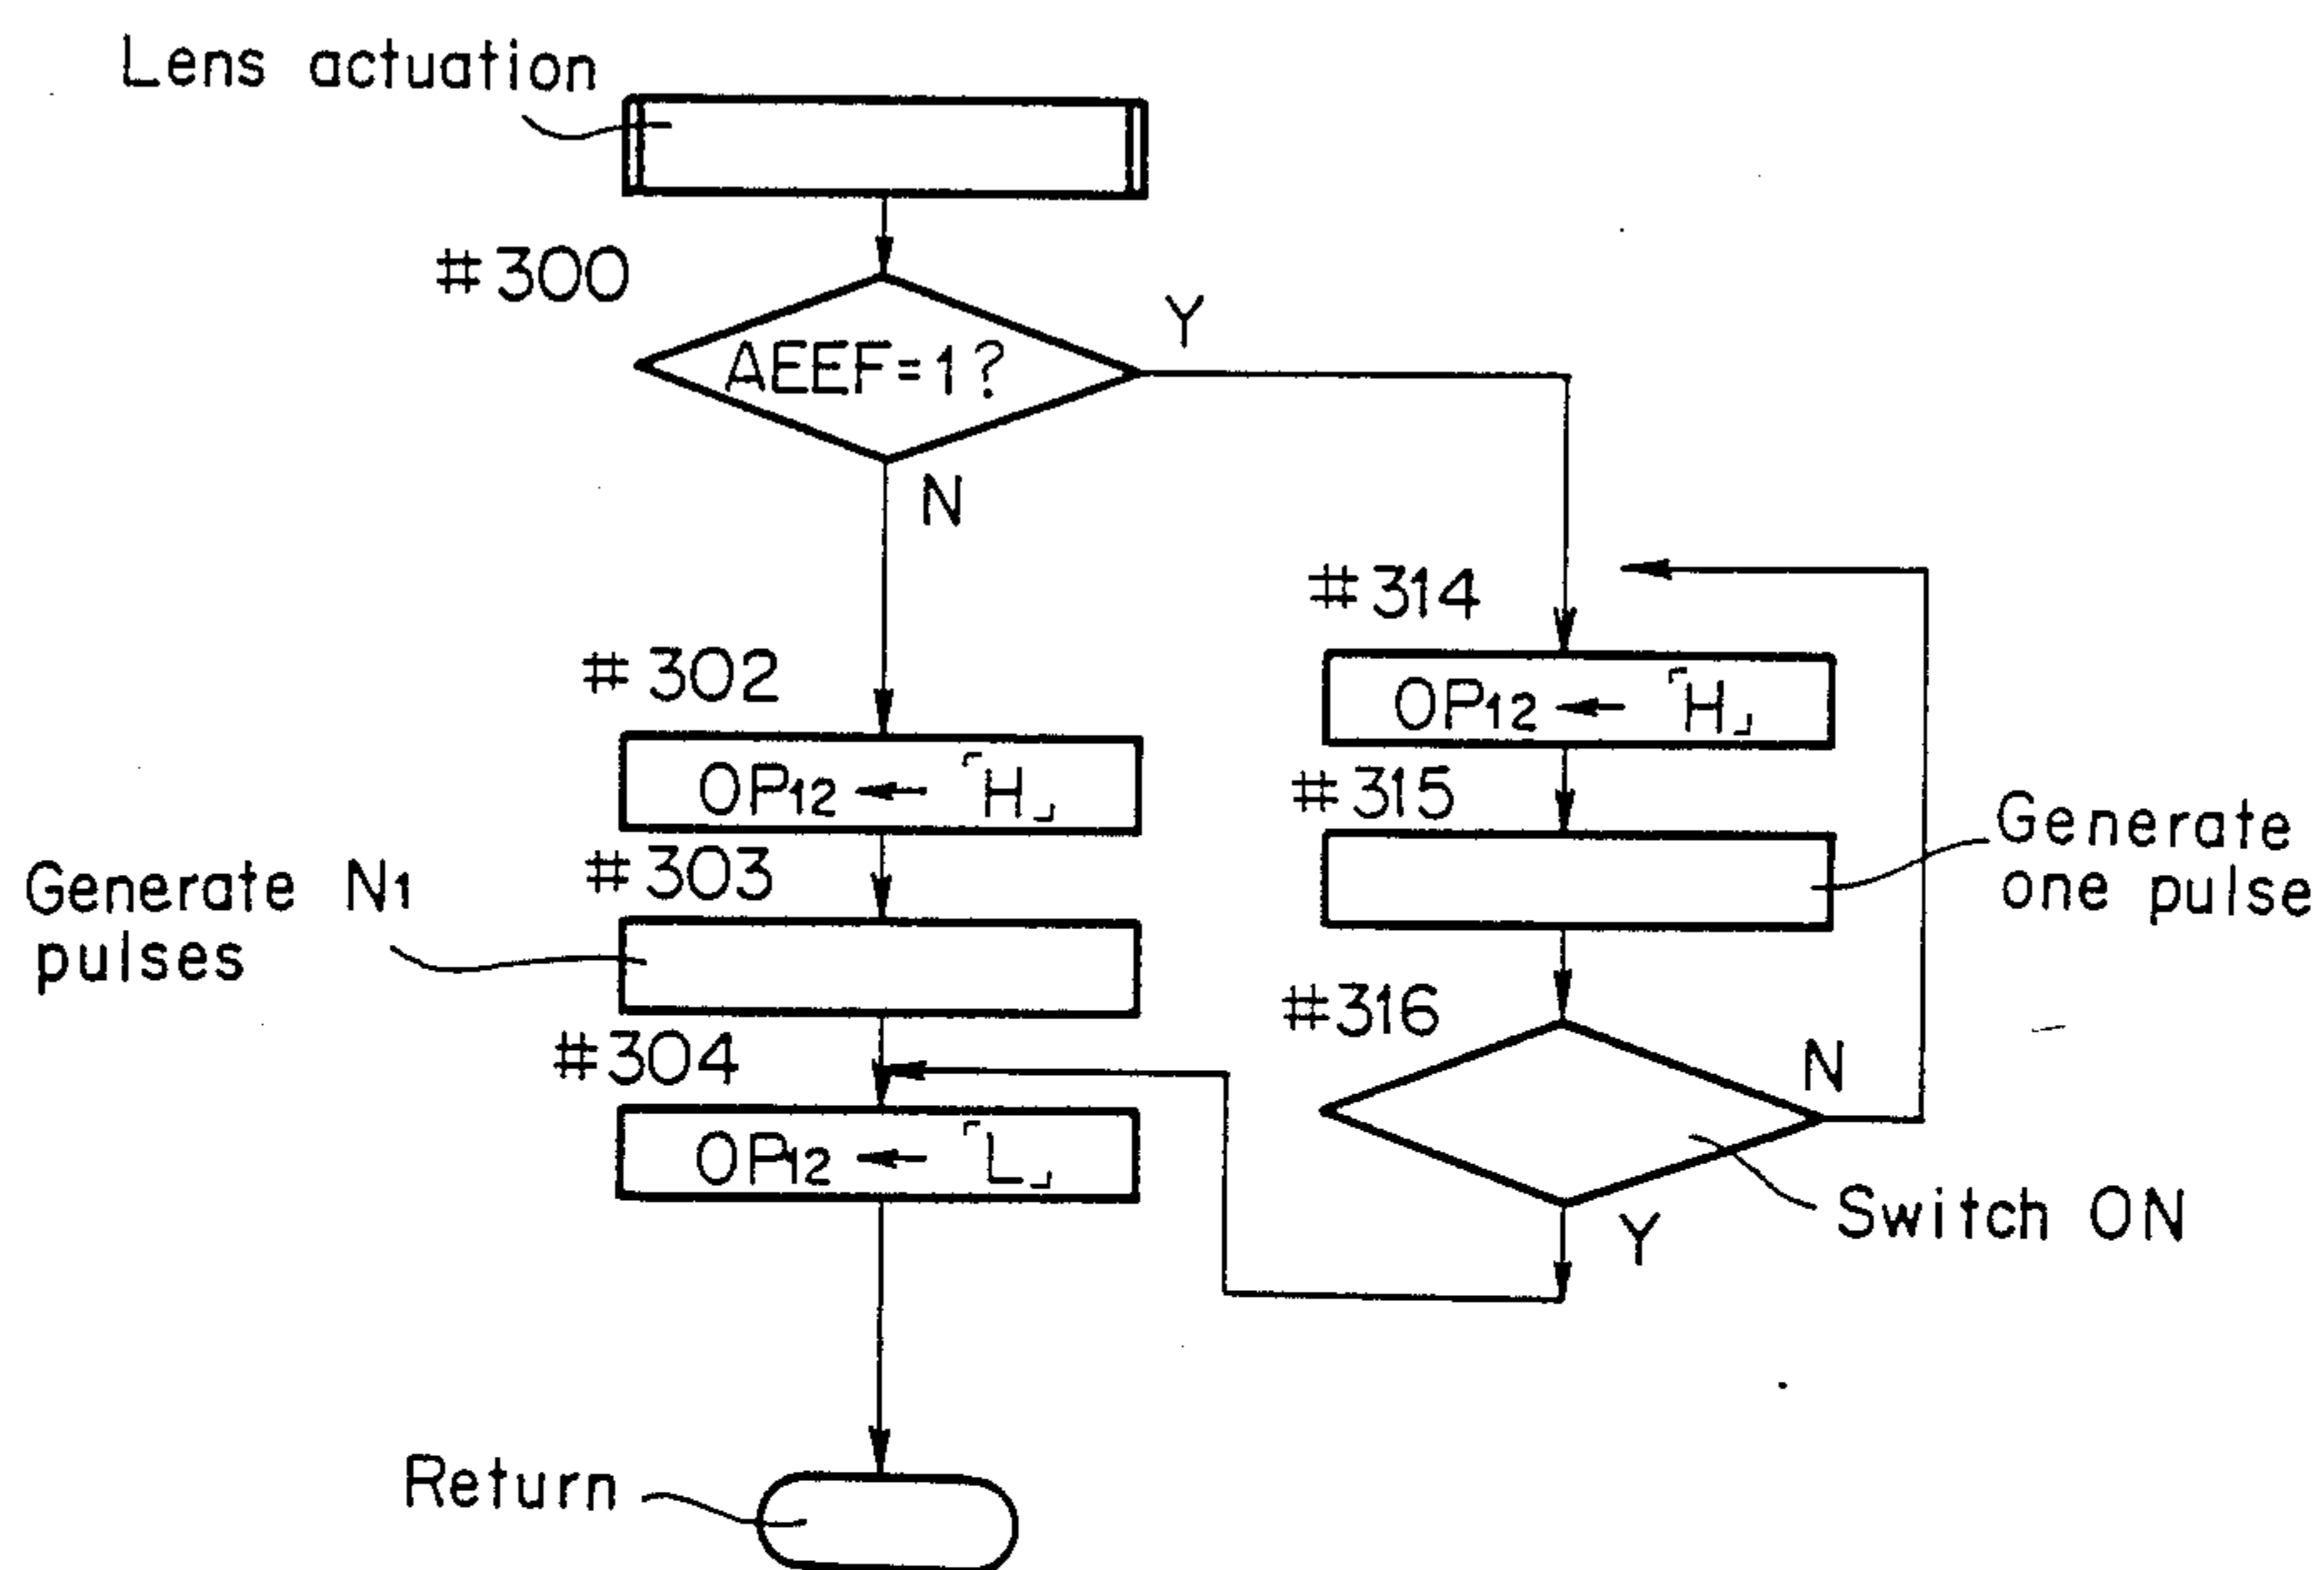 Lens actuation
#300
AEEF=1?
Y
N
#302
OP12 ← 「H」
#303
Generate N1
pulses
#304
OP12 ← 「L」
Return
#314
OP12 ← 「H」
#315
Generate
one pulse
#316
N
Switch ON
Y